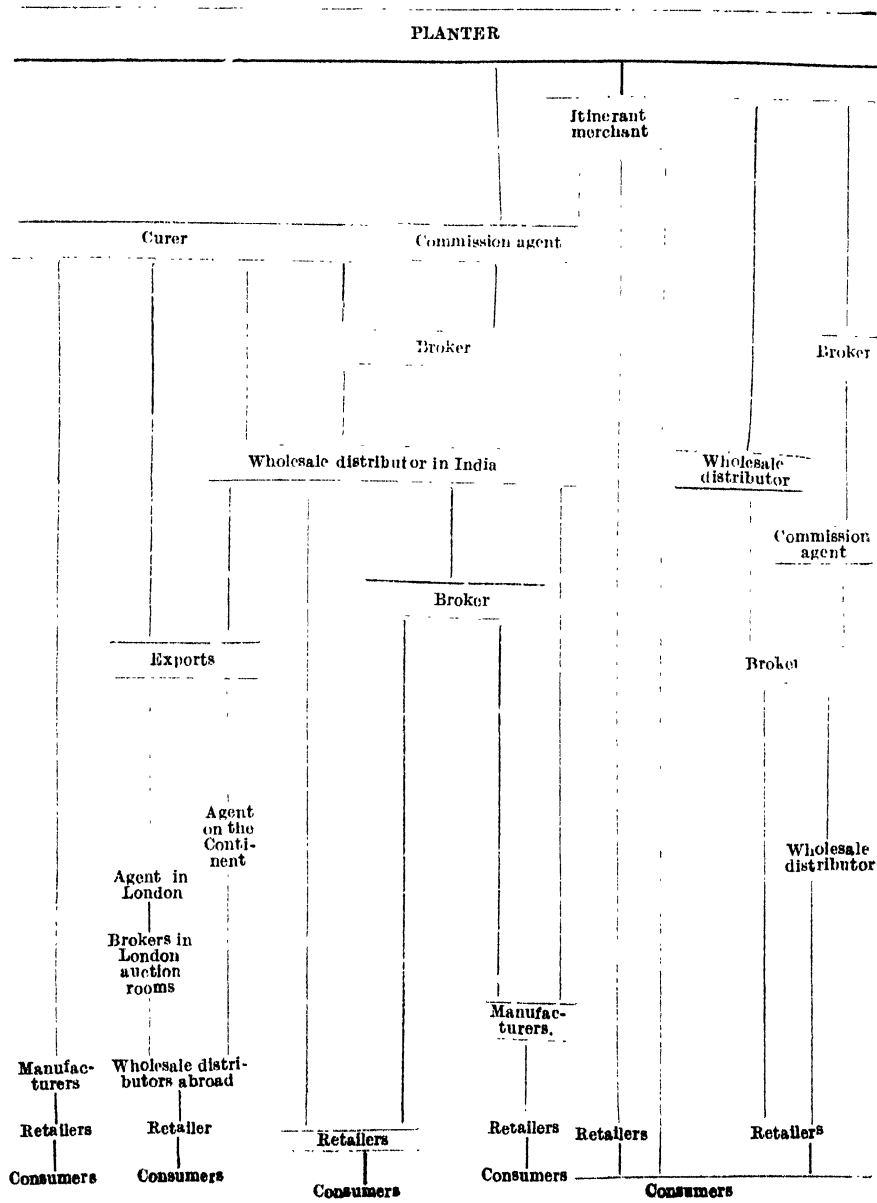 PLANTER
Itinerant
merchant
Curer
Commission agent
Broker
Broker
Wholesale distributor in India
Wholesale
distributor
Commission
agent
Broker
Exports
Broker
Agent
on the
Conti-
nent
Wholesale
distributor
Agent in
London
Brokers in
London
auction
rooms
Manufac-
turers.
Manufac-
turers
Wholesale distri-
butors abroad
Retailers
Retailer
Retailers
Retailers
Retailers
Retailers
Consumers
Consumers
Consumers
Consumers
Consumers